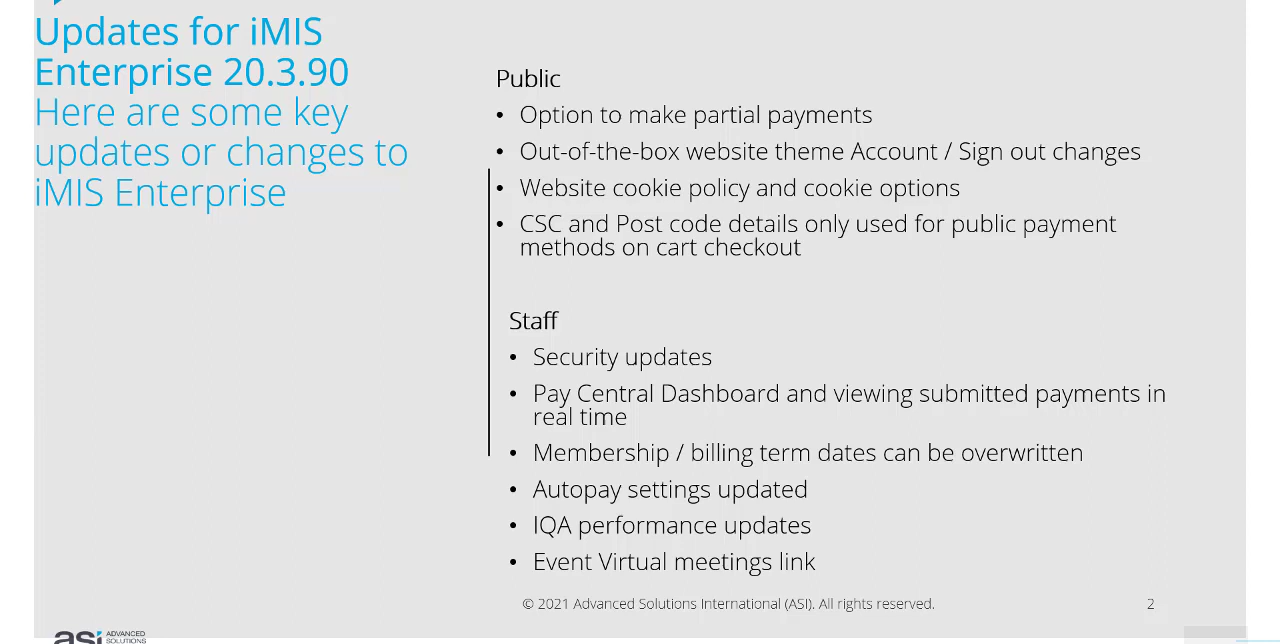 Updates for iMIS
Enterprise 20.3.90
Here are some key
updates or changes to
iMIS Enterprise
Public
• Option to make partial payments
• Out-of-the-box website theme Account / Sign out changes
• Website cookie policy and cookie options
• CSC and Post code details only used for public payment
methods on cart checkout
Staff
• Security updates
• Pay Central Dashboard and viewing submitted payments in
real time
• Membership / billing term dates can be overwritten
• Autopay settings updated
• IQA performance updates
• Event Virtual meetings link
© 2021 Advanced Solutions International (ASI). All rights reserved.
2
asi ADVANCED
SOLUTIONS